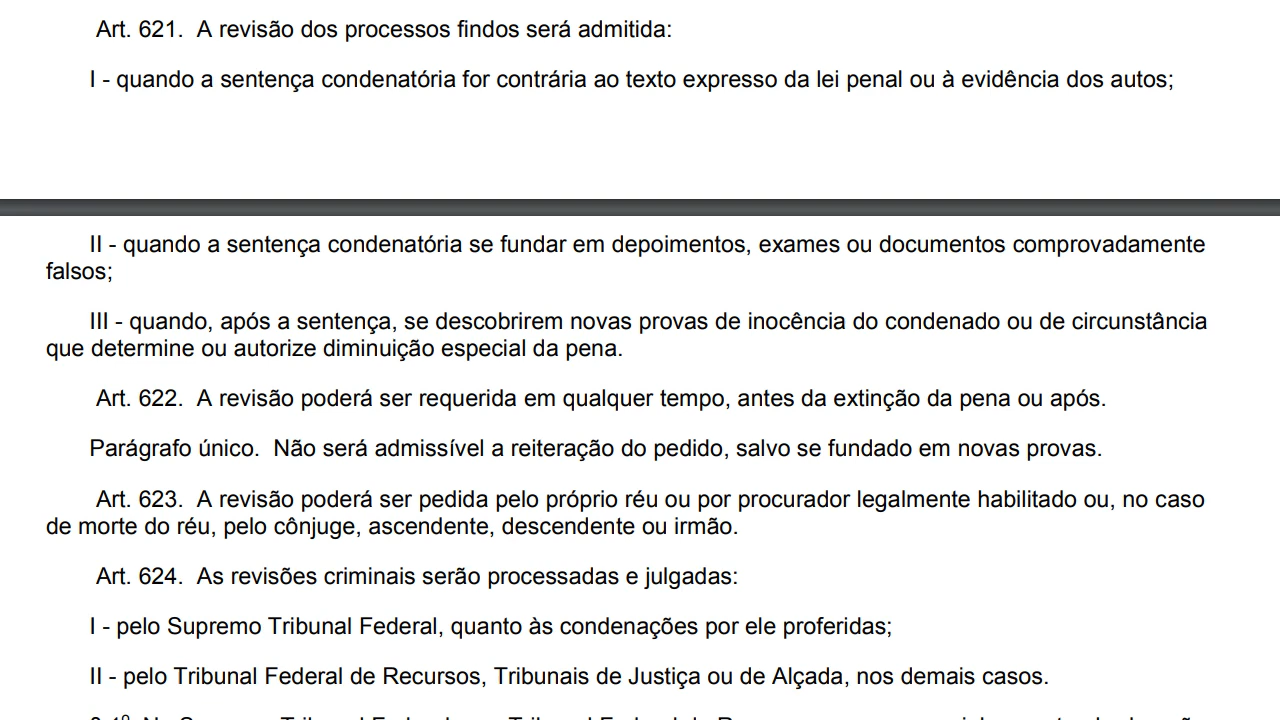 Art. 621.  A revisão dos processos findos será admitida:
I - quando a sentença condenatória for contrária ao texto expresso da lei penal ou à evidência dos autos;
II - quando a sentença condenatória se fundar em depoimentos, exames ou documentos comprovadamente
falsos;
III - quando, após a sentença, se descobrirem novas provas de inocência do condenado ou de circunstância
que determine ou autorize diminuição especial da pena.
Art. 622.  A revisão poderá ser requerida em qualquer tempo, antes da extinção da pena ou após.
Parágrafo único.  Não será admissível a reiteração do pedido, salvo se fundado em novas provas.
Art. 623.  A revisão poderá ser pedida pelo próprio réu ou por procurador legalmente habilitado ou, no caso
de morte do réu, pelo cônjuge, ascendente, descendente ou irmão.
Art. 624.  As revisões criminais serão processadas e julgadas:
I - pelo Supremo Tribunal Federal, quanto às condenações por ele proferidas;
II - pelo Tribunal Federal de Recursos, Tribunais de Justiça ou de Alçada, nos demais casos.